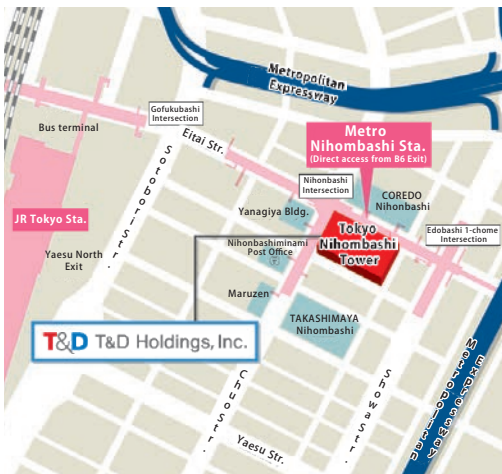 Metropolitan
Expressway
Gofukubashi
Intersection
Bus terminal
Eitai Str.
Metro
Nihombashi Sta.
(Direct access from B6 Exit)
Sotobori Str.
Nihonbashi
Intersection
COREDO
Nihonbashi
JR Tokyo Sta.
Yanagiya Bldg.
Tokyo
Nihombashi
Tower
Edobashi 1-chome
Intersection
Yaesu North
Exit
Nihonbashiminami
Post Office
Maruzen
TAKASHIMAYA
Nihombashi
T&D T&D Holdings, Inc.
Chuo Str.
Showa Str.
Metropolitan
Expressway
Yaesu Str.